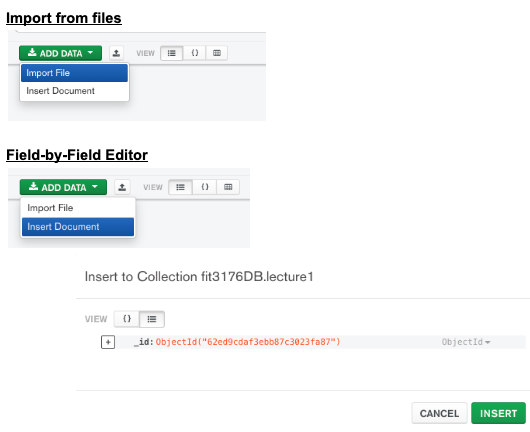 Import from files
ADD DATA VIEW {}
Import File
Insert Document
Field-by-Field Editor
ADD DATA VIEW {}
Import File
Insert Document
Insert to Collection fit3176DB.lecture1
VIEW {}
+ _id: ObjectId("62ed9cdaf3ebb87c3023fa87") ObjectId
CANCEL INSERT